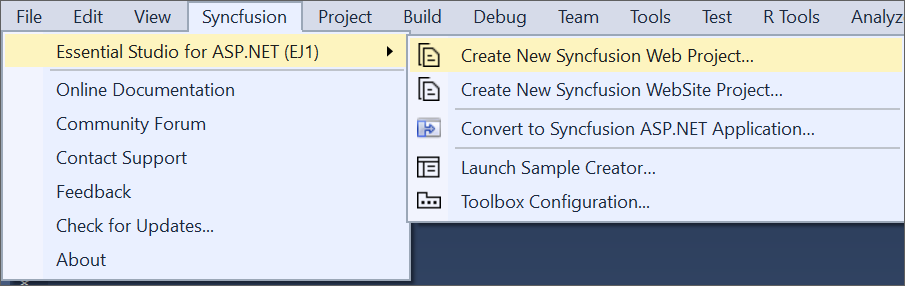 File Edit View Syncfusion Project Build Debug Team Tools Test R Tools Analyz
Essential Studio for ASP.NET (EJ1)
Online Documentation
Community Forum
Contact Support
Feedback
Check for Updates...
About
Create New Syncfusion Web Project...
Create New Syncfusion WebSite Project...
Convert to Syncfusion ASP.NET Application...
Launch Sample Creator...
Toolbox Configuration...